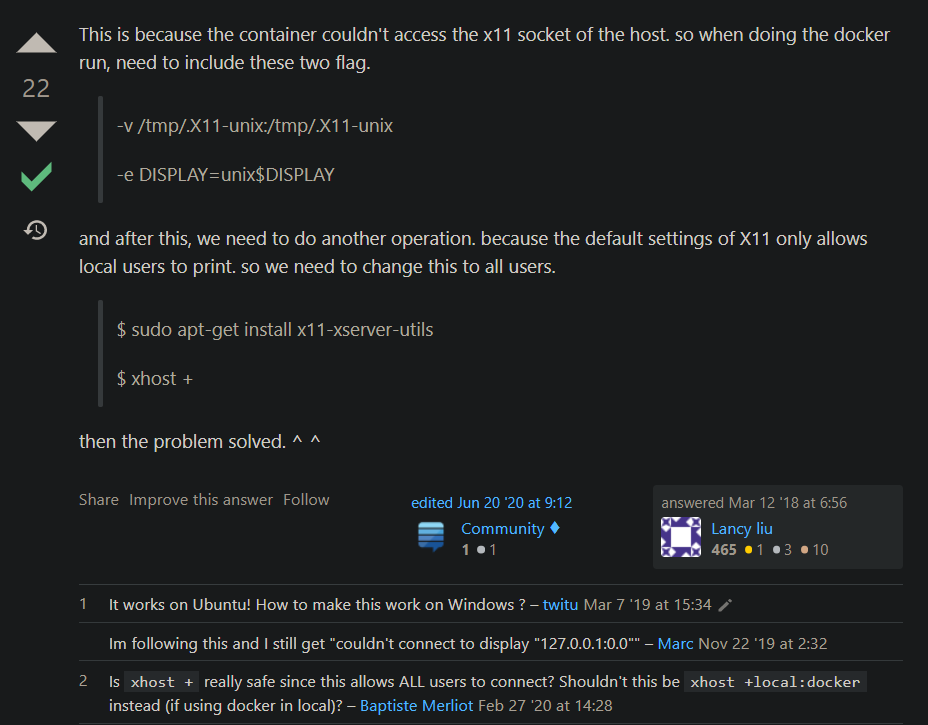 This is because the container couldn't access the x11 socket of the host. so when doing the docker
run, need to include these two flag.
22
-v /tmp/.X11-unix:/tmp/.X11-unix
-e DISPLAY=unix$DISPLAY
and after this, we need to do another operation. because the default settings of X11 only allows
local users to print. so we need to change this to all users.
$ sudo apt-get install x11-xserver-utils
$ xhost +
then the problem solved. ^ ^
Share Improve this answer Follow
edited Jun 20 '20 at 9:12
Community ♦
1 ●1
answered Mar 12 '18 at 6:56
Lancy liu
465 ●1 ●3 ●10
1 It works on Ubuntu! How to make this work on Windows ? – twitu Mar 7 '19 at 15:34
Im following this and I still get "couldn't connect to display "127.0.0.1:0.0"" – Marc Nov 22 '19 at 2:32
2 Is xhost + really safe since this allows ALL users to connect? Shouldn't this be xhost +local:docker
instead (if using docker in local)? – Baptiste Merliot Feb 27 '20 at 14:28